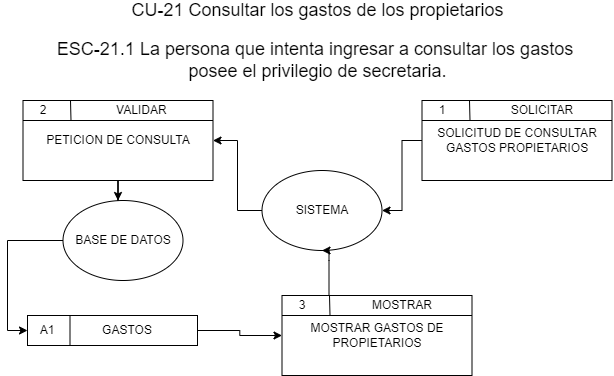 CU-21 Consultar los gastos de los propietarios
ESC-21.1 La persona que intenta ingresar a consultar los gastos
posee el privilegio de secretaria.
2 VALIDAR
PETICION DE CONSULTA
1 SOLICITAR
SOLICITUD DE CONSULTAR
GASTOS PROPIETARIOS
SISTEMA
BASE DE DATOS
A1 GASTOS
3 MOSTRAR
MOSTRAR GASTOS DE
PROPIETARIOS